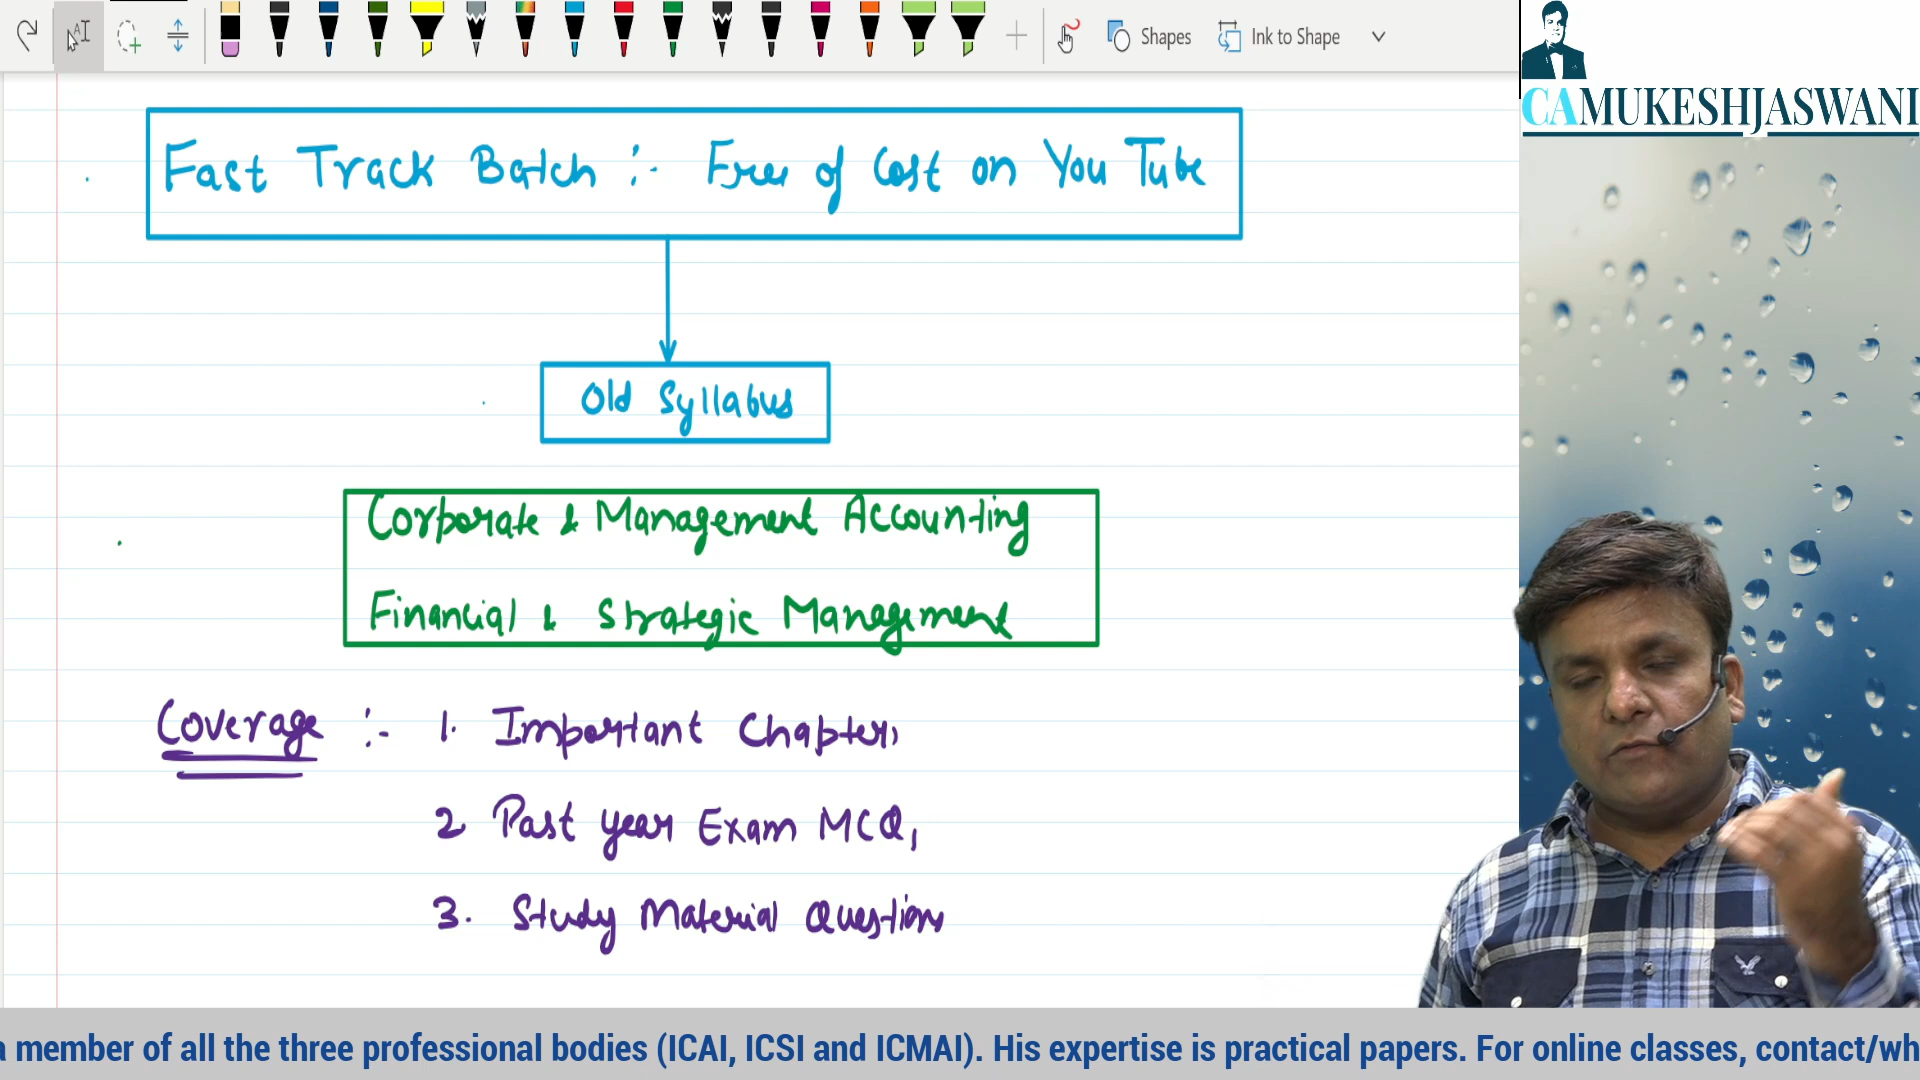 Shapes
Ink to Shape
CAMUKESHJASWANI
Fast Track Batch :- Free of Cost on You Tube
Old Syllabus
Corporate & Management Accounting
Financial & Strategic Management
Coverage :- 1. Important Chapters
2 Past year Exam MCQs
3. Study Material Questions
a member of all the three professional bodies (ICAI, ICSI and ICMAI). His expertise is practical papers. For online classes, contact/wh